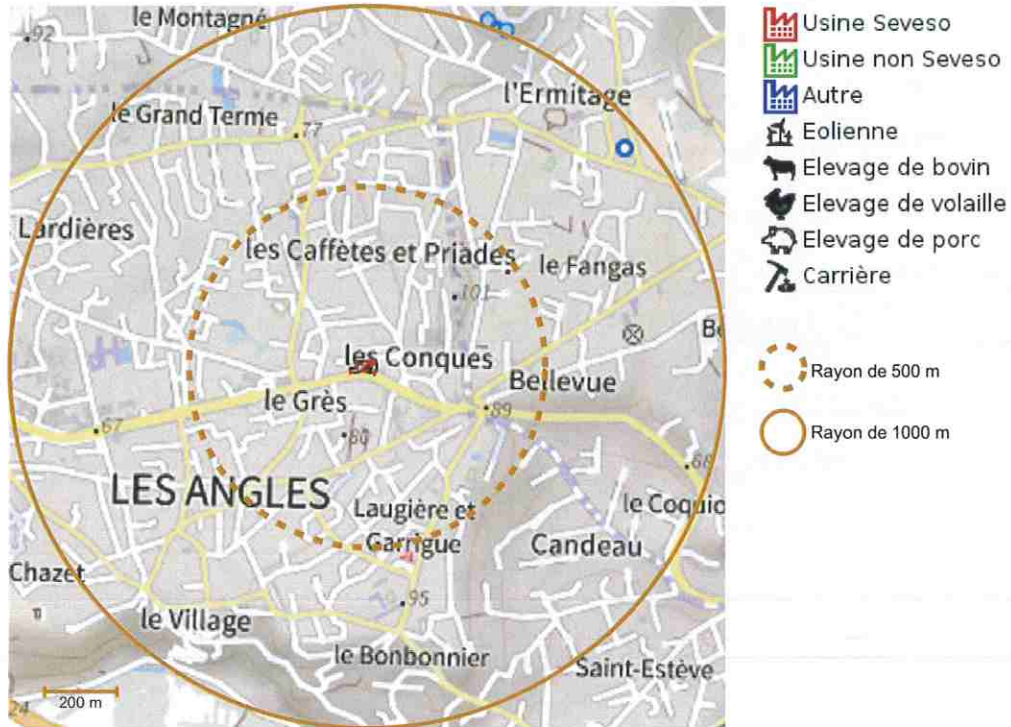 le Montagné
92
l'Ermitage
le Grand Terme
77
Lardières
les Caffètes et Priades
le Fangas
101
les Conques
Bellevue
le Grès
89
67
80
68
LES ANGLES
Laugière et
Garrigue
le Coquio
Candeau
Chazet
95
le Village
le Bonbonnier
Saint-Estève
200 m
24
Usine Seveso
Usine non Seveso
Autre
Eolienne
Elevage de bovin
Elevage de volaille
Elevage de porc
Carrière
Rayon de 500 m
Rayon de 1000 m